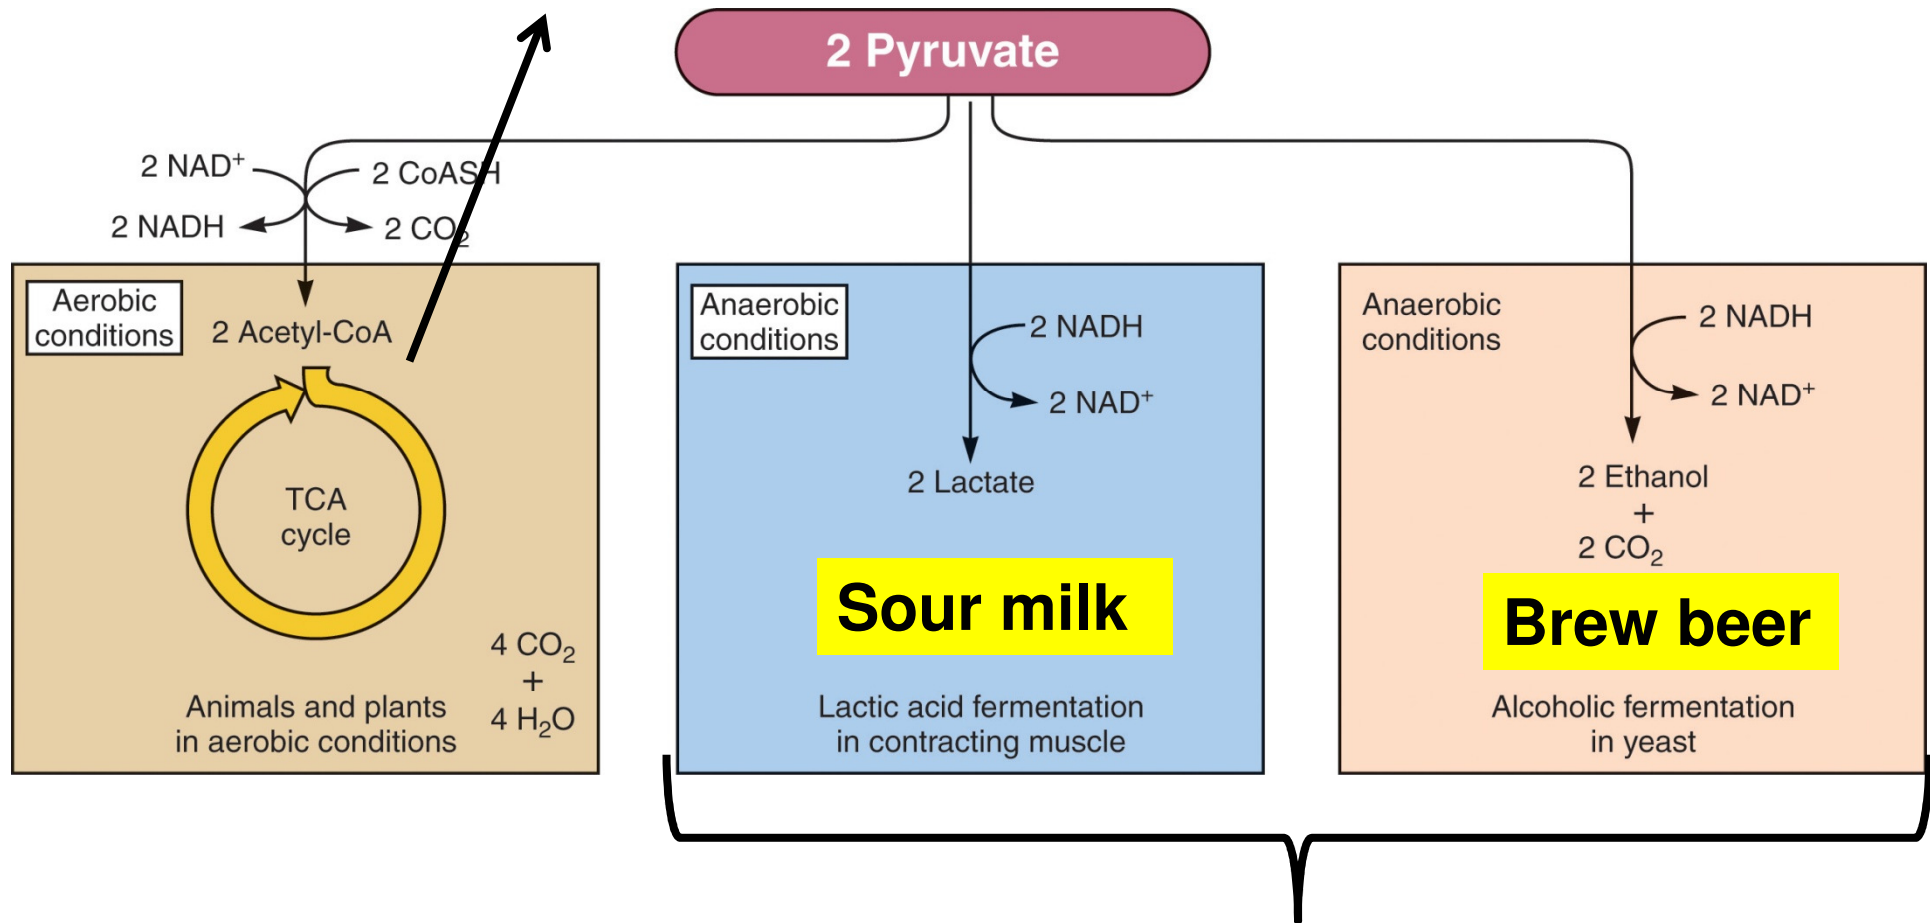 2 Pyruvate
2 NAD⁺
2 CoASH
2 NADH
2 CO₂
Aerobic
conditions
2 Acetyl-CoA
TCA
cycle
4 CO₂
+
4 H₂O
Animals and plants
in aerobic conditions
Anaerobic
conditions
2 NADH
2 NAD⁺
2 Lactate
Sour milk
Lactic acid fermentation
in contracting muscle
Anaerobic
conditions
2 NADH
2 NAD⁺
2 Ethanol
+
2 CO₂
Brew beer
Alcoholic fermentation
in yeast